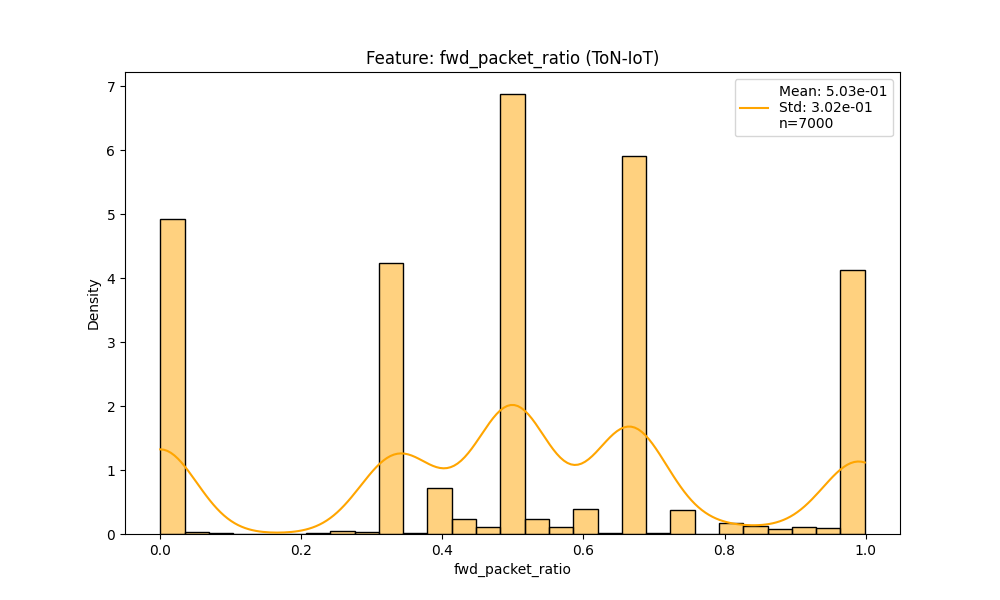 Feature: fwd_packet_ratio (ToN-IoT)
Mean: 5.03e-01
Std: 3.02e-01
n=7000
Density
7
6
5
4
3
2
1
0
0.0 0.2 0.4 0.6 0.8 1.0
fwd_packet_ratio